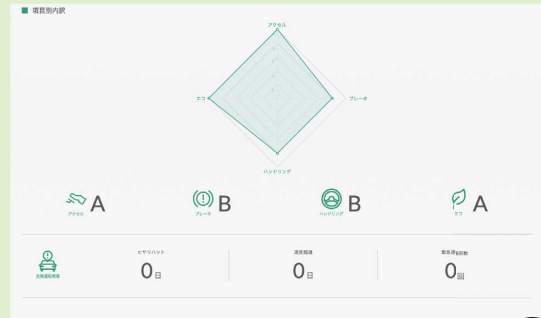 項目別内訳
アクセル
エコ
ブレーキ
ハンドリング
A
アクセル
B
ブレーキ
B
ハンドリング
A
エコ
ヒヤリハット
0日
速度超過
0日
0回